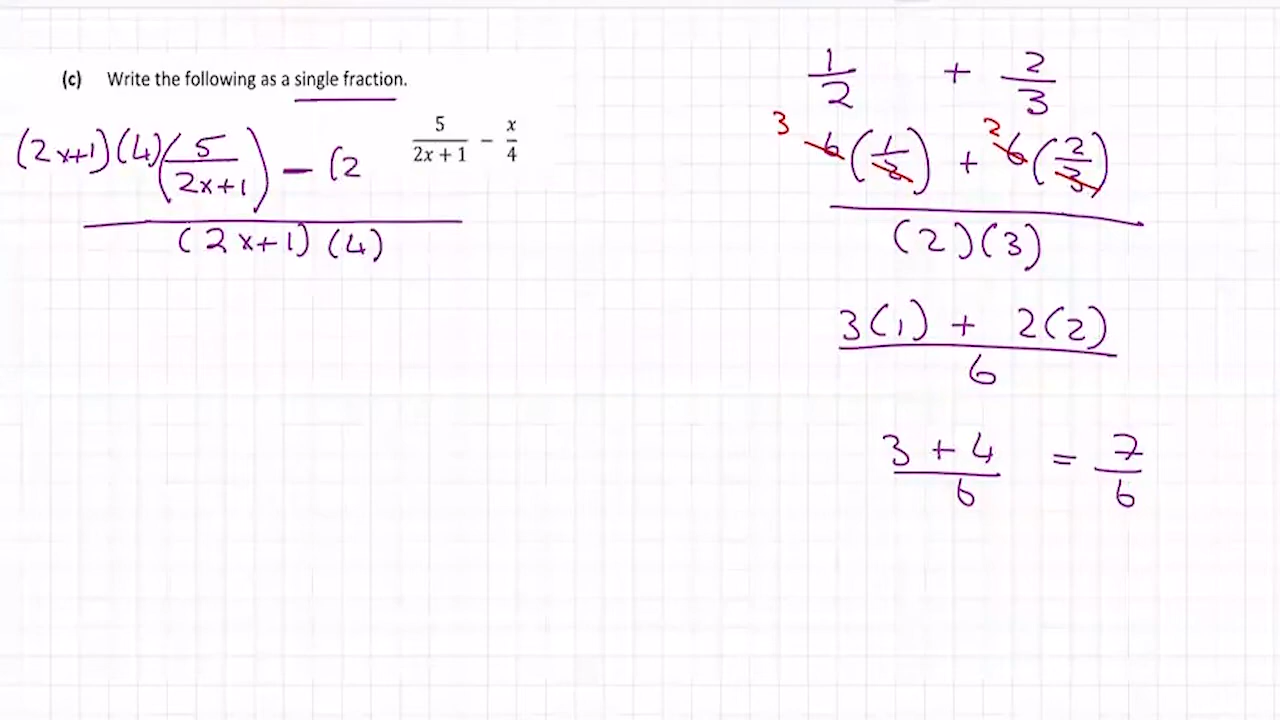 (c) Write the following as a single fraction.
5/(2x + 1) − x/4
(2x+1)(4)(5/(2x+1)) − (2
(2x+1)(4)
1/2 + 2/3
3 2
6(1/2) + 6(2/3)
(2)(3)
3(1) + 2(2)
6
3 + 4 = 7
6 6